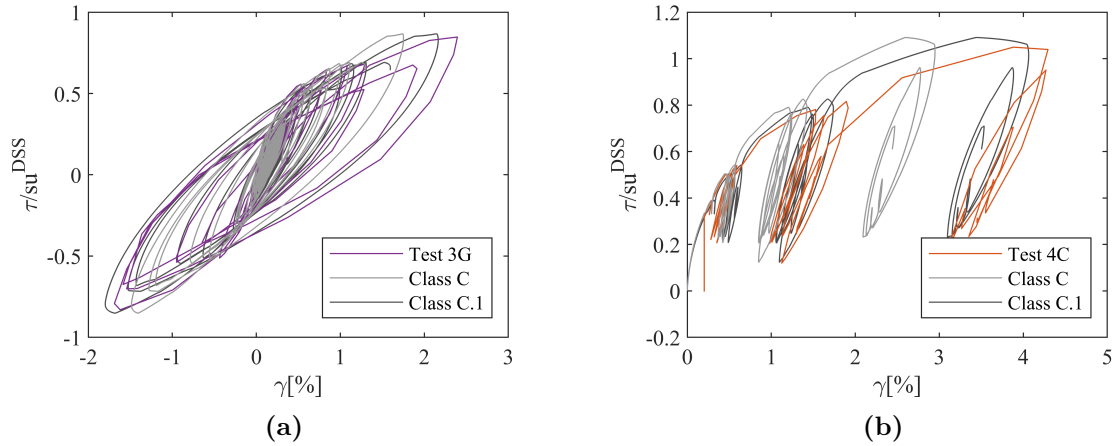 1
0.5
0
-0.5
-1
τ/su^DSS
-2
-1
0
1
2
3
γ[%]
Test 3G
Class C
Class C.1
(a)
1.2
1
0.8
0.6
0.4
0.2
0
-0.2
τ/su^DSS
0
1
2
3
4
5
γ[%]
Test 4C
Class C
Class C.1
(b)